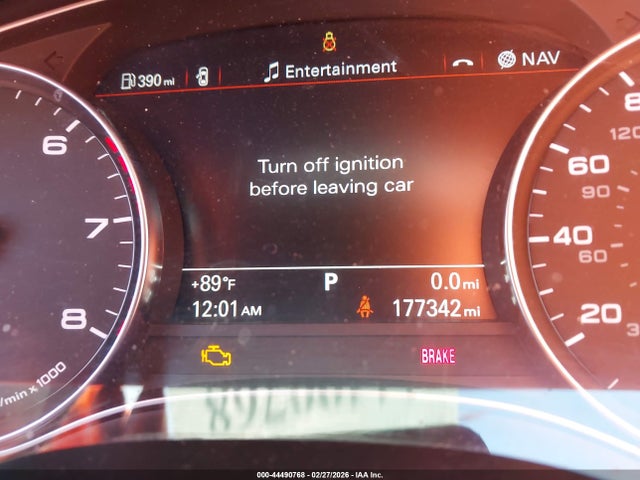 390 mi
Entertainment
NAV
Turn off ignition
before leaving car
+89°F
P
0.0 mi
12:01 AM
177342 mi
BRAKE
6
7
8
/min x 1000
80
120
60
90
40
60
20
000-44490768 - 02/27/2026 - IAA Inc.